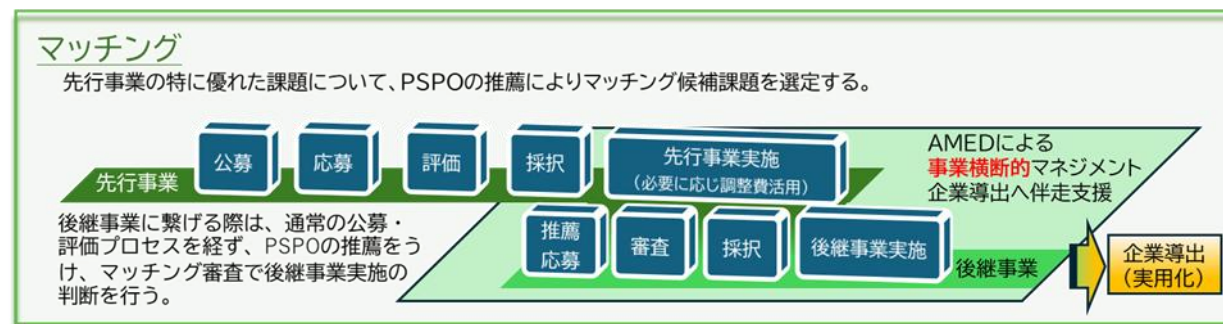 マッチング
先行事業の特に優れた課題について、PSPOの推薦によりマッチング候補課題を選定する。
公募
応募
評価
採択
先行事業実施
(必要に応じ調整費活用)
先行事業
AMEDによる
事業横断的マネジメント
企業導出へ伴走支援
後継事業に繋げる際は、通常の公募・
評価プロセスを経ず、PSPOの推薦をう
け、マッチング審査で後継事業実施の
判断を行う。
推薦
応募
審査
採択
後継事業実施
後継事業
企業導出
(実用化)